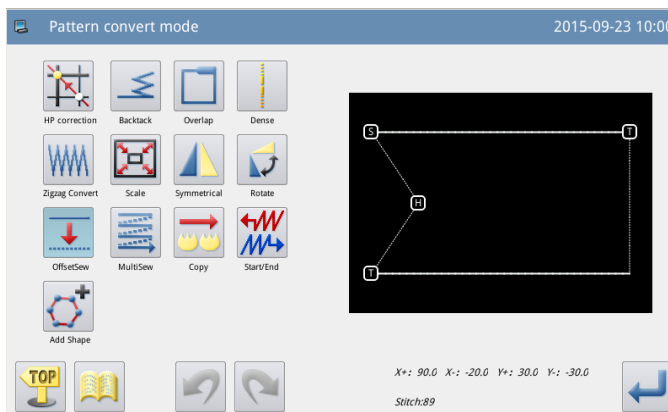 Pattern convert mode 2015-09-23 10:00
HP correction Backtack Overlap Dense
Zigzag Convert Scale Symmetrical Rotate
OffsetSew MultiSew Copy Start/End
Add Shape
S T
H
T
TOP
X+: 90.0 X-: -20.0 Y+: 30.0 Y-: -30.0
Stitch:89